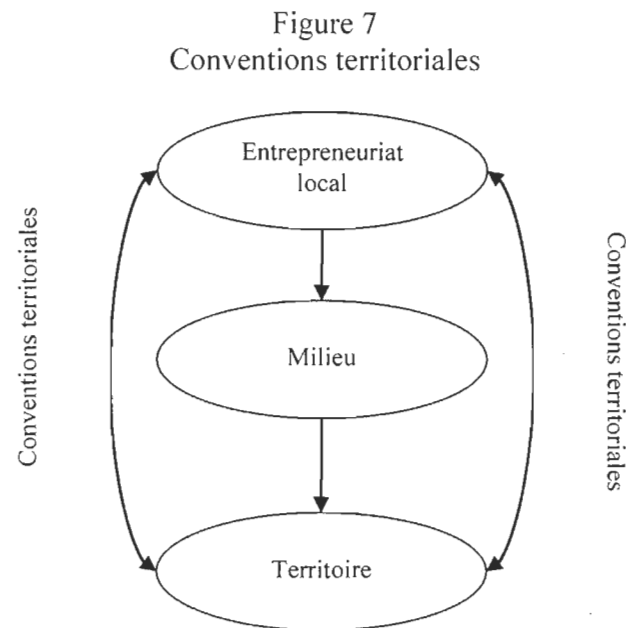 Figure 7
Conventions territoriales
Entrepreneuriat
local
Conventions territoriales
Conventions territoriales
Milieu
Territoire